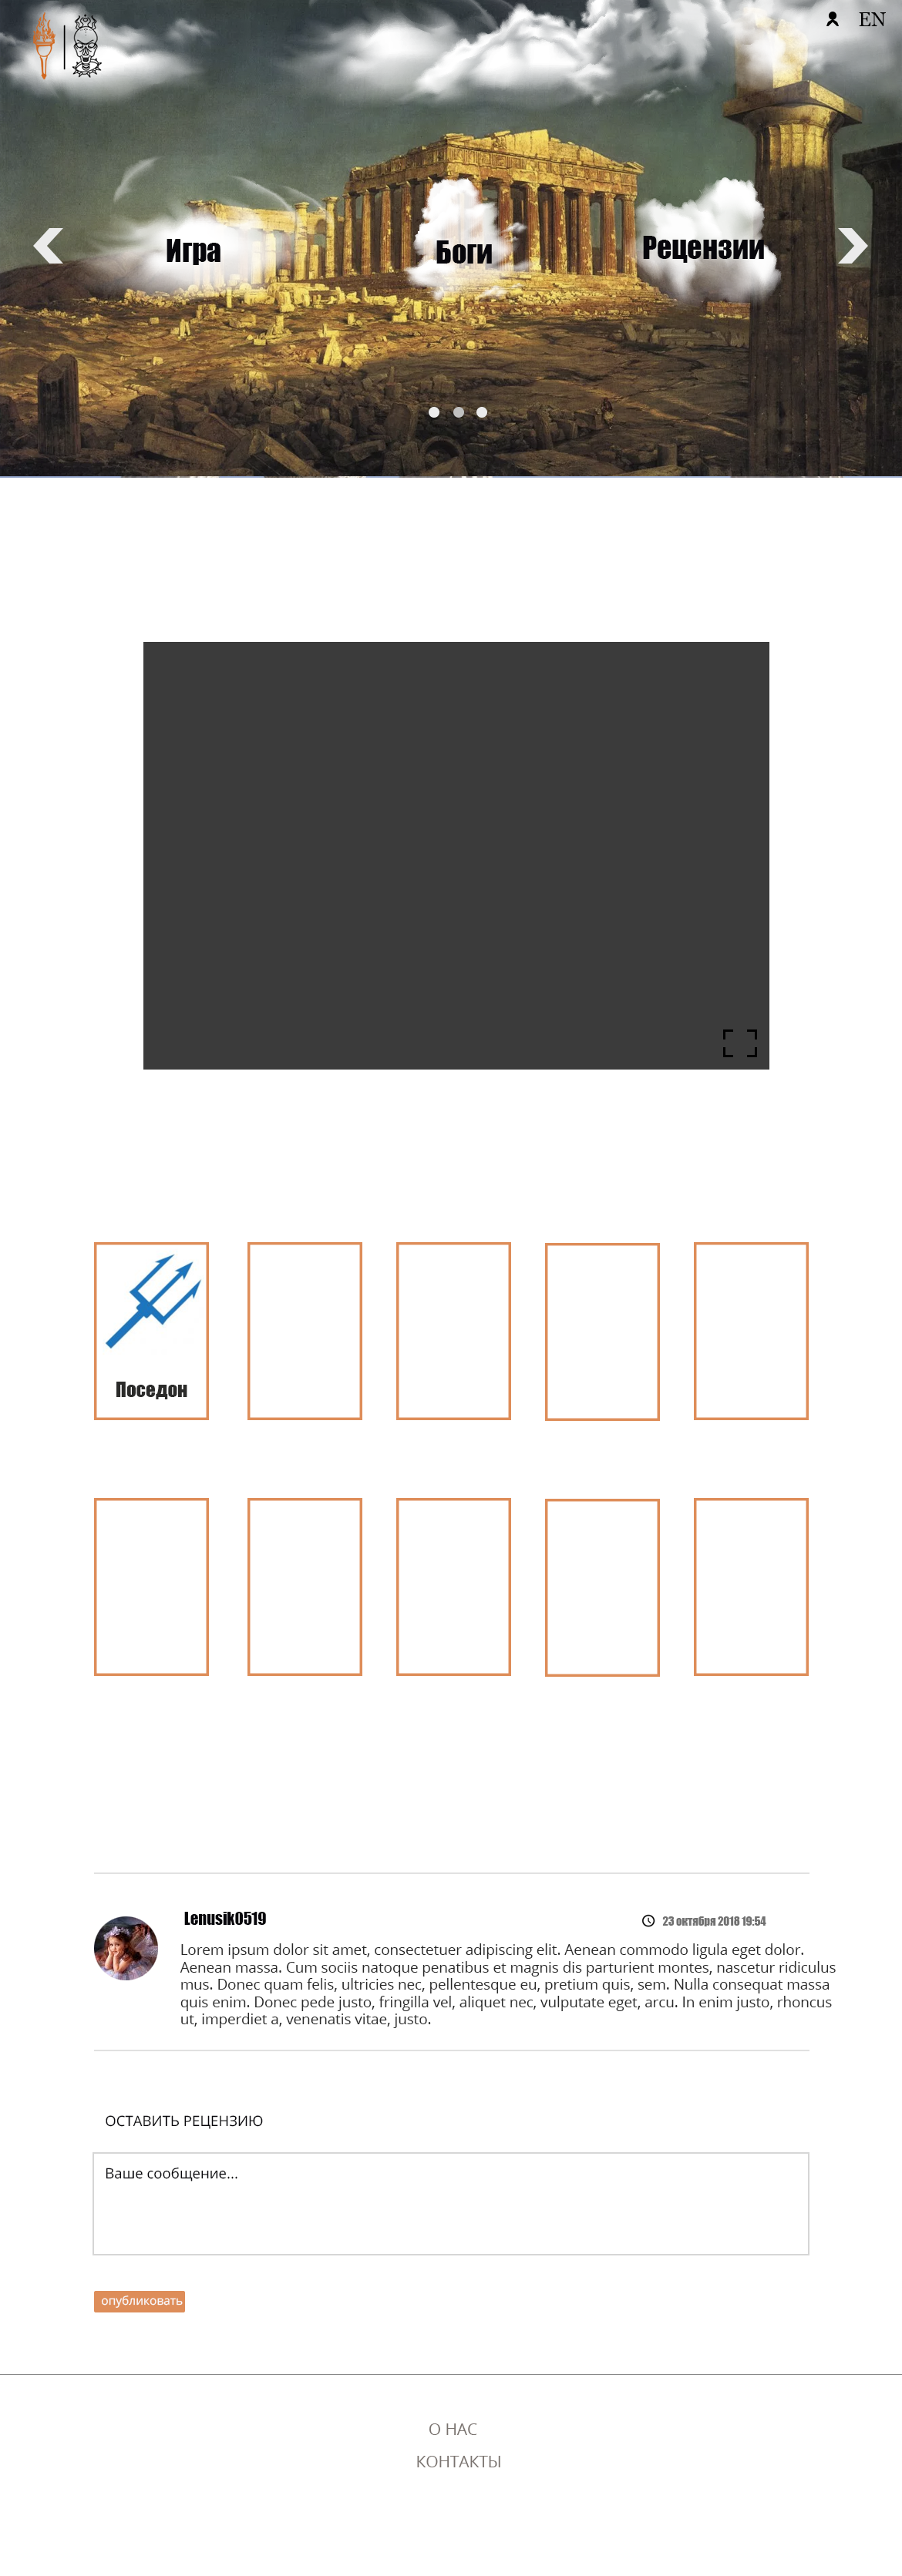 EN
Игра
Боги
Рецензии
Поседон
Lenusik0519
23 октября 2018 19:54
Lorem ipsum dolor sit amet, consectetuer adipiscing elit. Aenean commodo ligula eget dolor.
Aenean massa. Cum sociis natoque penatibus et magnis dis parturient montes, nascetur ridiculus
mus. Donec quam felis, ultricies nec, pellentesque eu, pretium quis, sem. Nulla consequat massa
quis enim. Donec pede justo, fringilla vel, aliquet nec, vulputate eget, arcu. In enim justo, rhoncus
ut, imperdiet a, venenatis vitae, justo.
ОСТАВИТЬ РЕЦЕНЗИЮ
Ваше сообщение...
опубликовать
О НАС
КОНТАКТЫ